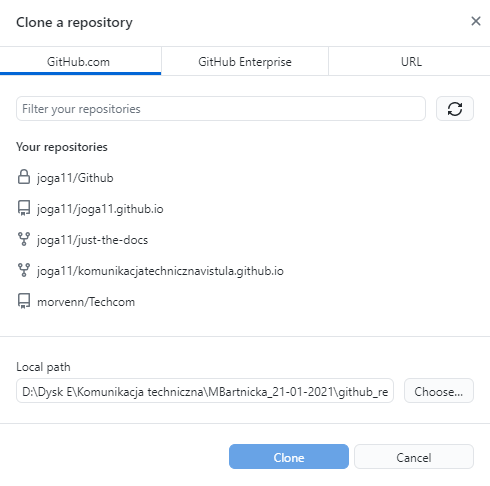 Clone a repository
GitHub.com GitHub Enterprise URL
Filter your repositories
Your repositories
joga11/Github
joga11/joga11.github.io
joga11/just-the-docs
joga11/komunikacjatechnicznavistula.github.io
morvenn/Techcom
Local path
D:\Dysk E\Komunikacja techniczna\MBartnicka_21-01-2021\github_re Choose...
Clone Cancel